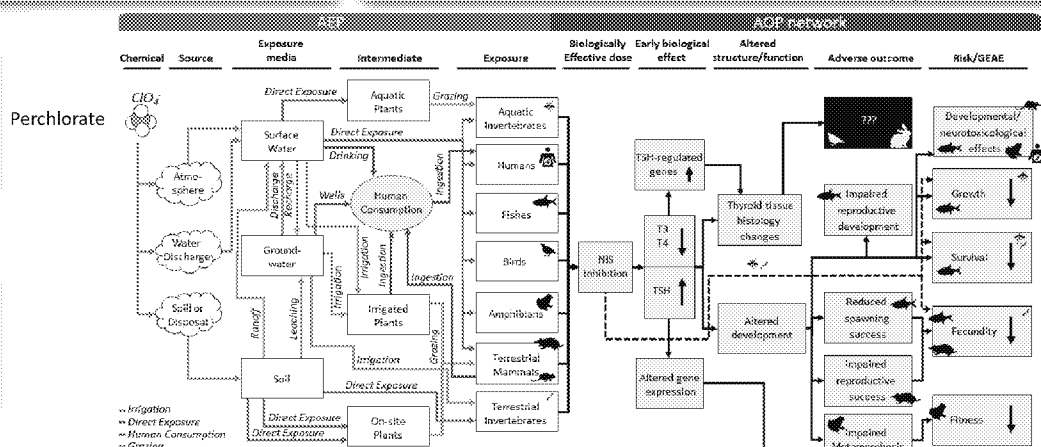 AEP
AOP network
Chemical
Source
Exposure
media
Intermediate
Exposure
Biologically
Effective dose
Early biological
effect
Altered
structure/function
Adverse outcome
Risk/GEAE
Perchlorate
ClO4-
Atmo-
sphere
Water
Discharge
Spill or
Disposal
Surface
Water
Ground-
water
Soil
Direct Exposure
Aquatic
Plants
Grazing
Direct Exposure
Drinking
Wells
Human
Consumption
Ingestion
Discharge
Recharge
Irrigation
Irrigation
Ingestion
Ingestion
Irrigated
Plants
Runoff
Leaching
Grazing
Irrigation
Direct Exposure
Direct Exposure
Direct Exposure
On-site
Plants
Aquatic
Invertebrates
Humans
Fishes
Birds
Amphibians
Terrestrial
Mammals
Terrestrial
Invertebrates
NIS
Inhibition
TSH-regulated
genes
T3
T4
TSH
Altered gene
expression
Thyroid tissue
histology
changes
Altered
development
???
Impaired
reproductive
development
Reduced
spawning
success
Impaired
reproductive
success
Impaired
Metamorphosis
Developmental/
neurotoxicological
effects
Growth
Survival
Fecundity
Fitness
Irrigation
Direct Exposure
Human Consumption
Grazing